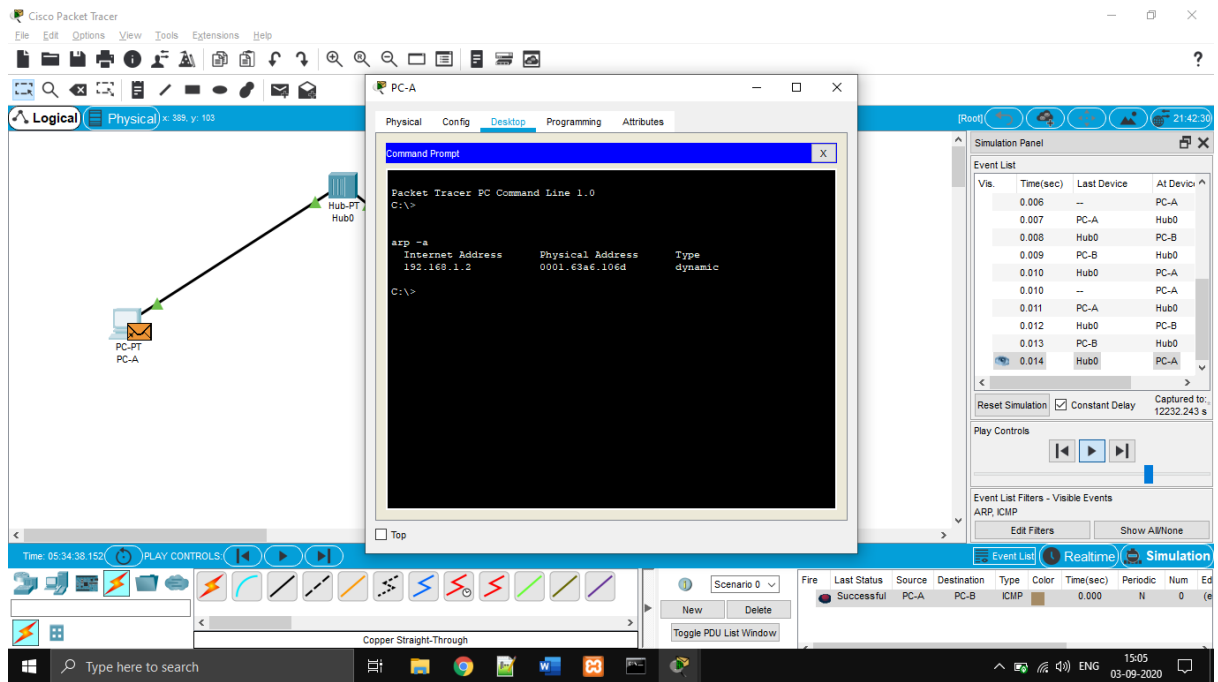 Cisco Packet Tracer
File Edit Options View Tools Extensions Help
?
Logical Physical x: 389, y: 103
[Root] 21:42:30
Hub-PT
Hub0
PC-PT
PC-A
PC-A
Physical Config Desktop Programming Attributes
Command Prompt X
Packet Tracer PC Command Line 1.0
C:\>
arp -a
Internet Address Physical Address Type
192.168.1.2 0001.63a6.106d dynamic
C:\>
Top
Simulation Panel
Event List
Vis. Time(sec) Last Device At Device
0.006 -- PC-A
0.007 PC-A Hub0
0.008 Hub0 PC-B
0.009 PC-B Hub0
0.010 Hub0 PC-A
0.010 -- PC-A
0.011 PC-A Hub0
0.012 Hub0 PC-B
0.013 PC-B Hub0
0.014 Hub0 PC-A
Reset Simulation Constant Delay Captured to:
12232.243 s
Play Controls
Event List Filters - Visible Events
ARP, ICMP
Edit Filters Show All/None
Time: 05:34:38.152 PLAY CONTROLS:
Event List Realtime Simulation
Copper Straight-Through
Scenario 0
New Delete
Toggle PDU List Window
Fire Last Status Source Destination Type Color Time(sec) Periodic Num Ed
Successful PC-A PC-B ICMP 0.000 N 0 (e
Type here to search
ENG
15:05
03-09-2020